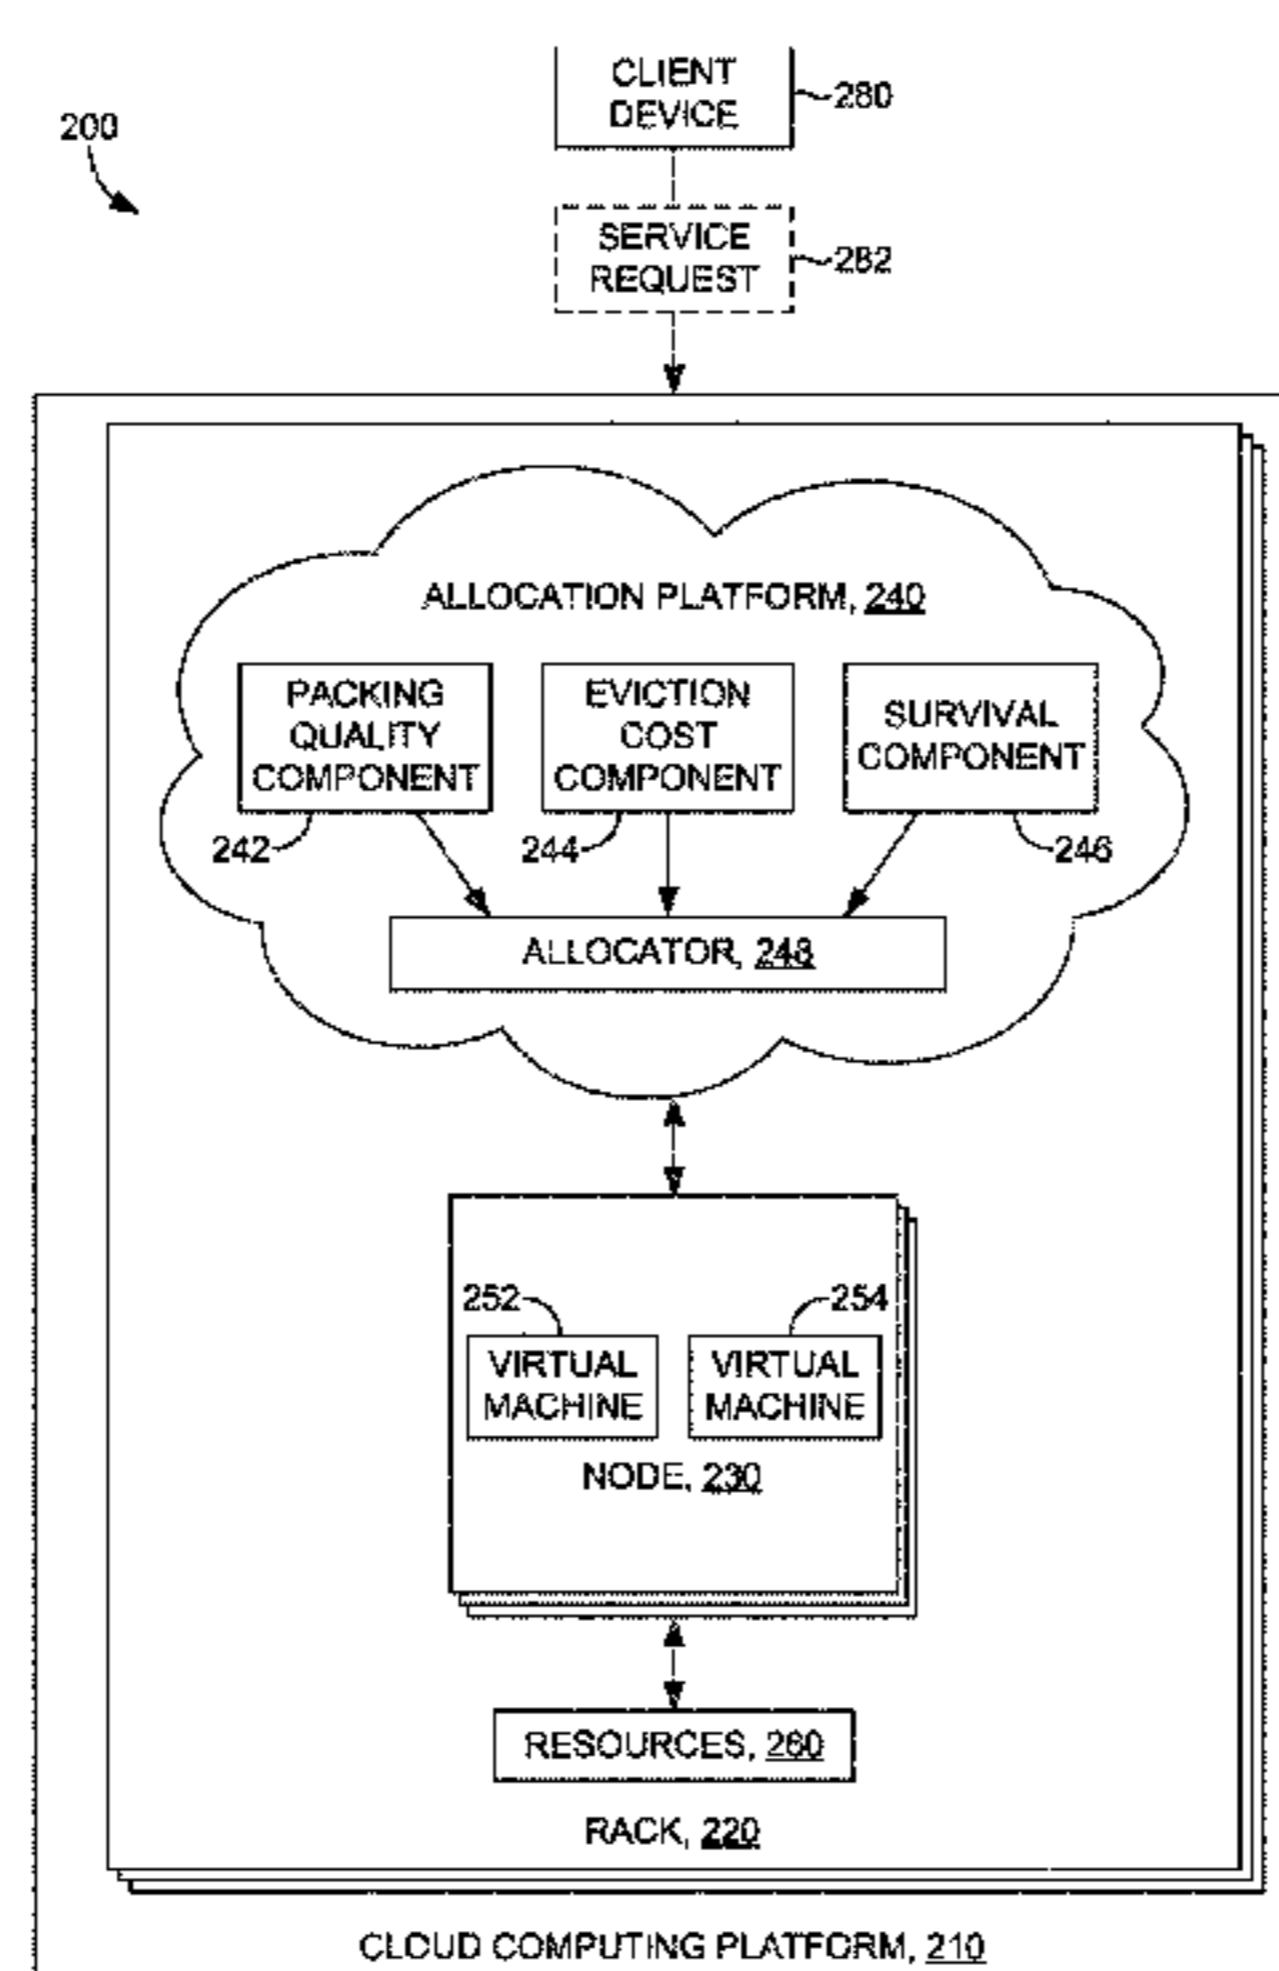 CLIENT
DEVICE
280
200
SERVICE
REQUEST
282
ALLOCATION PLATFORM, 240
PACKING
QUALITY
COMPONENT
EVICTION
COST
COMPONENT
SURVIVAL
COMPONENT
242
244
246
ALLOCATOR, 248
252
254
VIRTUAL
MACHINE
VIRTUAL
MACHINE
NODE, 230
RESOURCES, 260
RACK, 220
CLOUD COMPUTING PLATFORM, 210